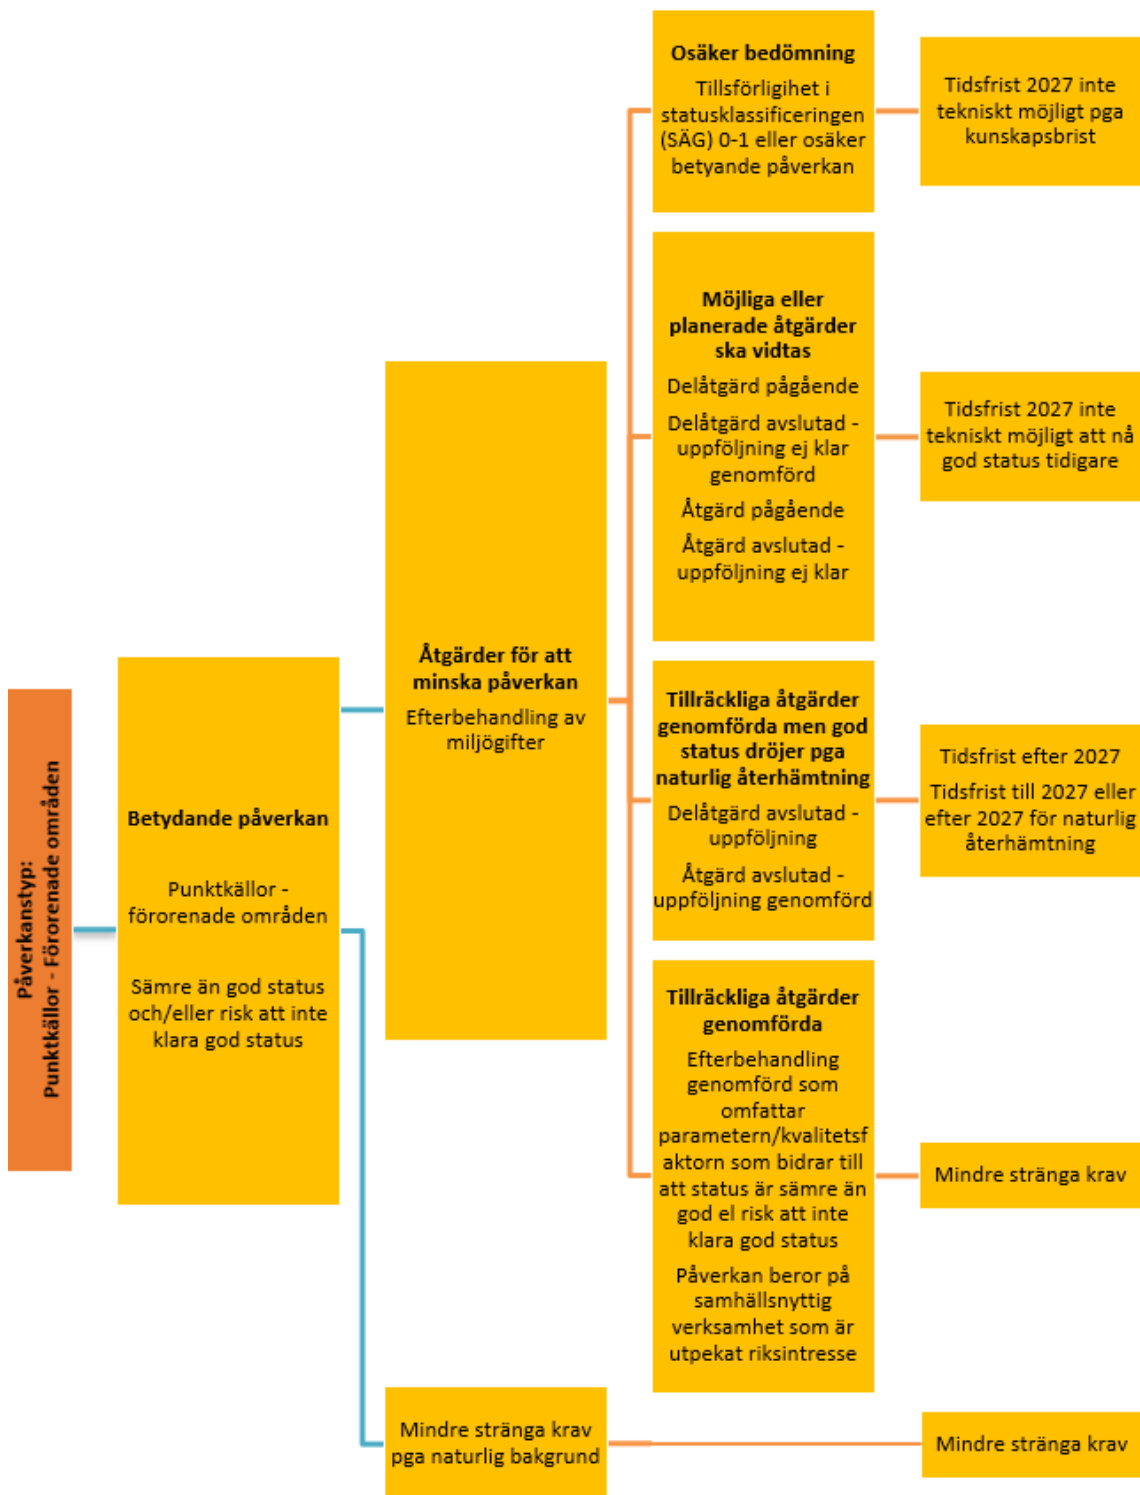 Påverkanstyp:
Punktkällor - Förorenade områden
Betydande påverkan
Punktkällor -
förorenade områden
Sämre än god status
och/eller risk att inte
klara god status
Åtgärder för att
minska påverkan
Efterbehandling av
miljögifter
Osäker bedömning
Tillsförligihet i
statusklassificeringen
(SÄG) 0-1 eller osäker
betyande påverkan
Tidsfrist 2027 inte
tekniskt möjligt pga
kunskapsbrist
Möjliga eller
planerade åtgärder
ska vidtas
Delåtgärd pågående
Delåtgärd avslutad -
uppföljning ej klar
genomförd
Åtgärd pågående
Åtgärd avslutad -
uppföljning ej klar
Tidsfrist 2027 inte
tekniskt möjligt att nå
god status tidigare
Tillräckliga åtgärder
genomförda men god
status dröjer pga
naturlig återhämtning
Delåtgärd avslutad -
uppföljning
Åtgärd avslutad -
uppföljning genomförd
Tidsfrist efter 2027
Tidsfrist till 2027 eller
efter 2027 för naturlig
återhämtning
Tillräckliga åtgärder
genomförda
Efterbehandling
genomförd som
omfattar
parametern/kvalitetsf
aktorn som bidrar till
att status är sämre än
god el risk att inte
klara god status
Påverkan beror på
samhällsnyttig
verksamhet som är
utpekat riksintresse
Mindre stränga krav
Mindre stränga krav
pga naturlig bakgrund
Mindre stränga krav